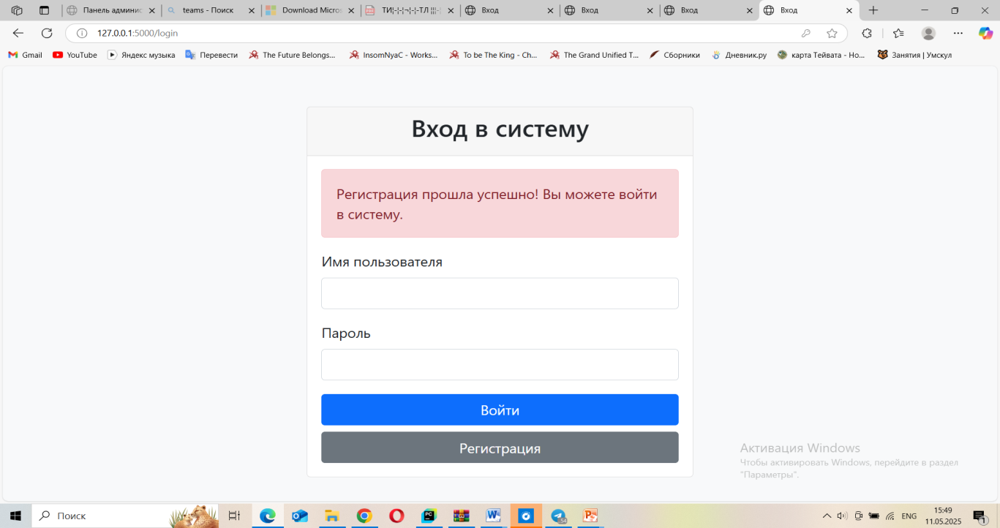 Панель админис
teams - Поиск
Download Micros
Вход
Вход
Вход
Вход
127.0.0.1:5000/login
Gmail
YouTube
Яндекс музыка
Перевести
The Future Belongs...
InsomNyaC - Works...
To be The King - Ch...
The Grand Unified T...
Сборники
Дневник.ру
карта Тейвата - Но...
Занятия | Умскул
Вход в систему
Регистрация прошла успешно! Вы можете войти
в систему.
Имя пользователя
Пароль
Войти
Регистрация
Активация Windows
Чтобы активировать Windows, перейдите в раздел
"Параметры".
Поиск
ENG
15:49
11.05.2025
1